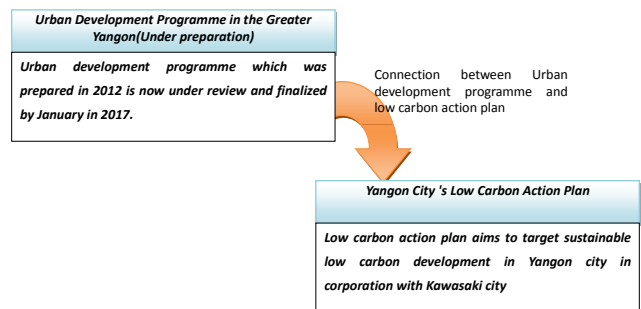 Urban Development Programme in the Greater
Yangon(Under preparation)
Urban development programme which was
prepared in 2012 is now under review and finalized
by January in 2017.
Connection between Urban
development programme and
low carbon action plan
Yangon City 's Low Carbon Action Plan
Low carbon action plan aims to target sustainable
low carbon development in Yangon city in
corporation with Kawasaki city